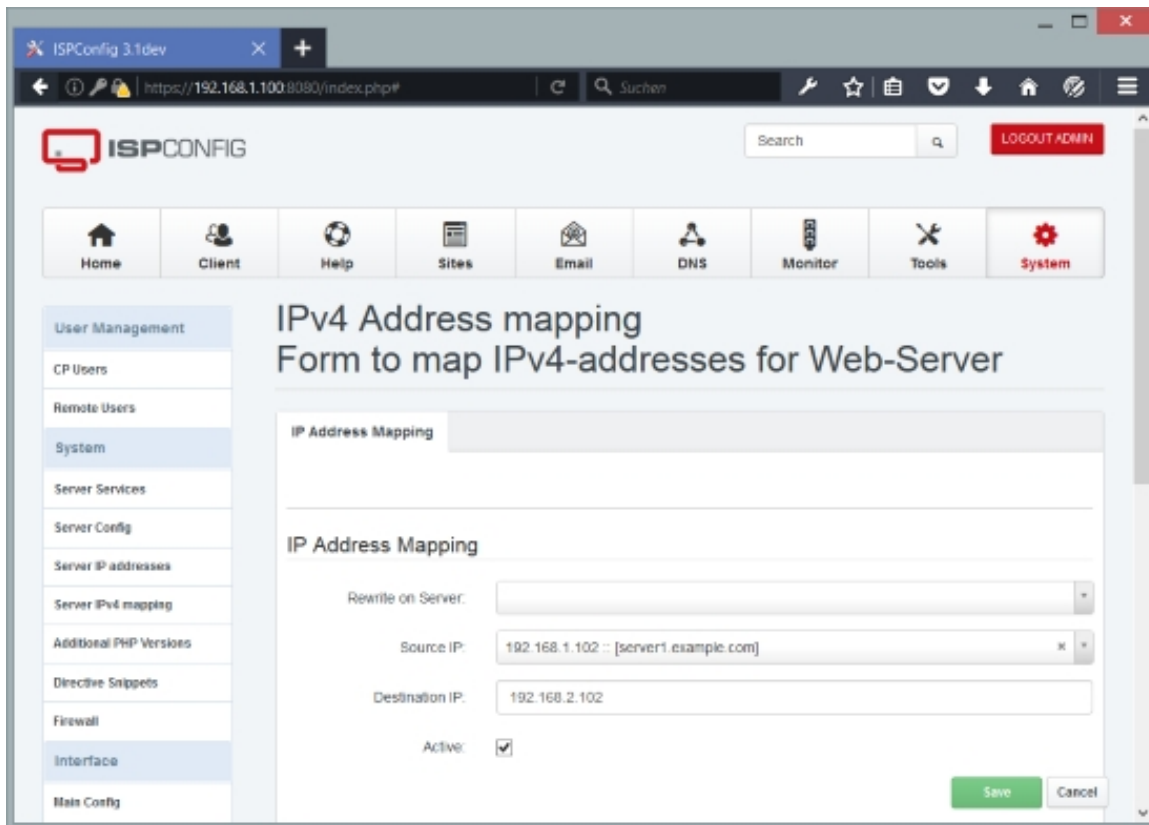 ISPConfig 3.1dev
https://192.168.1.100:8080/index.php#
Suchen
ISPCONFIG
Search
LOGOUT ADMIN
Home
Client
Help
Sites
Email
DNS
Monitor
Tools
System
User Management
CP Users
Remote Users
System
Server Services
Server Config
Server IP addresses
Server IPv4 mapping
Additional PHP Versions
Directive Snippets
Firewall
Interface
Main Config
IPv4 Address mapping
Form to map IPv4-addresses for Web-Server
IP Address Mapping
IP Address Mapping
Rewrite on Server:
Source IP:
192.168.1.102 :: [server1.example.com]
Destination IP:
192.168.2.102
Active:
Save
Cancel